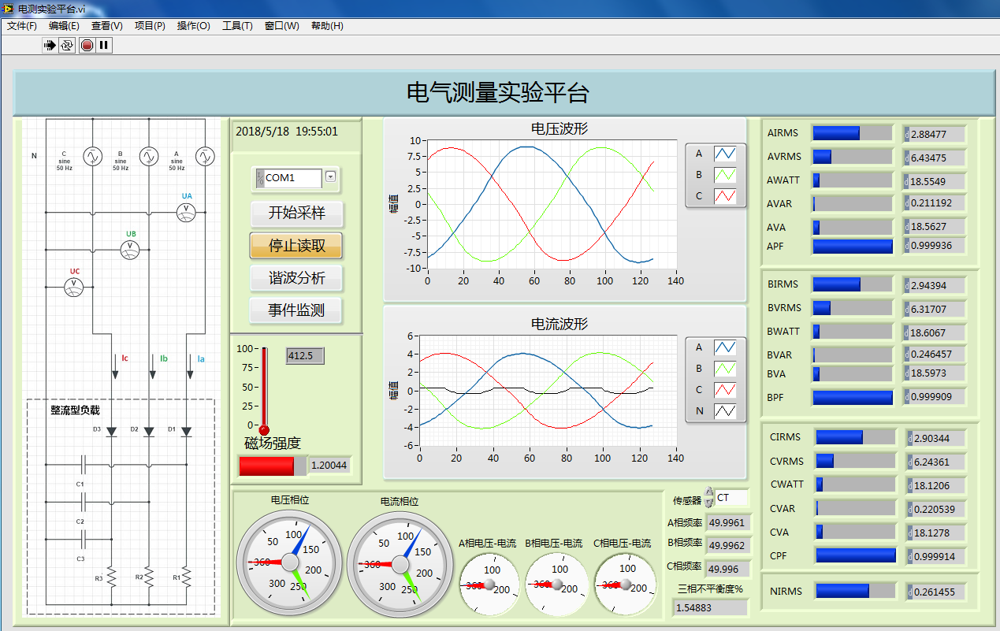 电测实验平台.vi
文件(F) 编辑(E) 查看(V) 项目(P) 操作(O) 工具(T) 窗口(W) 帮助(H)
电气测量实验平台
N
C
sine
50 Hz
B
sine
50 Hz
A
sine
50 Hz
UA
V
UB
V
UC
V
Ic
Ib
Ia
整流型负载
D3
D2
D1
C1
C2
C3
R3
R2
R1
2018/5/18 19:55:01
COM1
开始采样
停止读取
谐波分析
事件监测
100
75
50
25
0
412.5
磁场强度
1.20044
电压波形
幅值
10
7.5
5
2.5
0
-2.5
-5
-7.5
-10
0 20 40 60 80 100 120 140
A
B
C
电流波形
幅值
6
4
2
0
-2
-4
-6
0 20 40 60 80 100 120 140
A
B
C
N
电压相位
50 100 150 200 250 300 360
电流相位
50 100 150 200 250 300 360
A相电压-电流
100 200 360
B相电压-电流
100 200 360
C相电压-电流
100 200 360
传感器 CT
A相频率 49.9961
B相频率 49.9962
C相频率 49.996
三相不平衡度%
1.54883
AIRMS 2.88477
AVRMS 6.43475
AWATT 18.5549
AVAR 0.211192
AVA 18.5627
APF 0.999936
BIRMS 2.94394
BVRMS 6.31707
BWATT 18.6067
BVAR 0.246457
BVA 18.5973
BPF 0.999909
CIRMS 2.90344
CVRMS 6.24361
CWATT 18.1206
CVAR 0.220539
CVA 18.1278
CPF 0.999914
NIRMS 0.261455